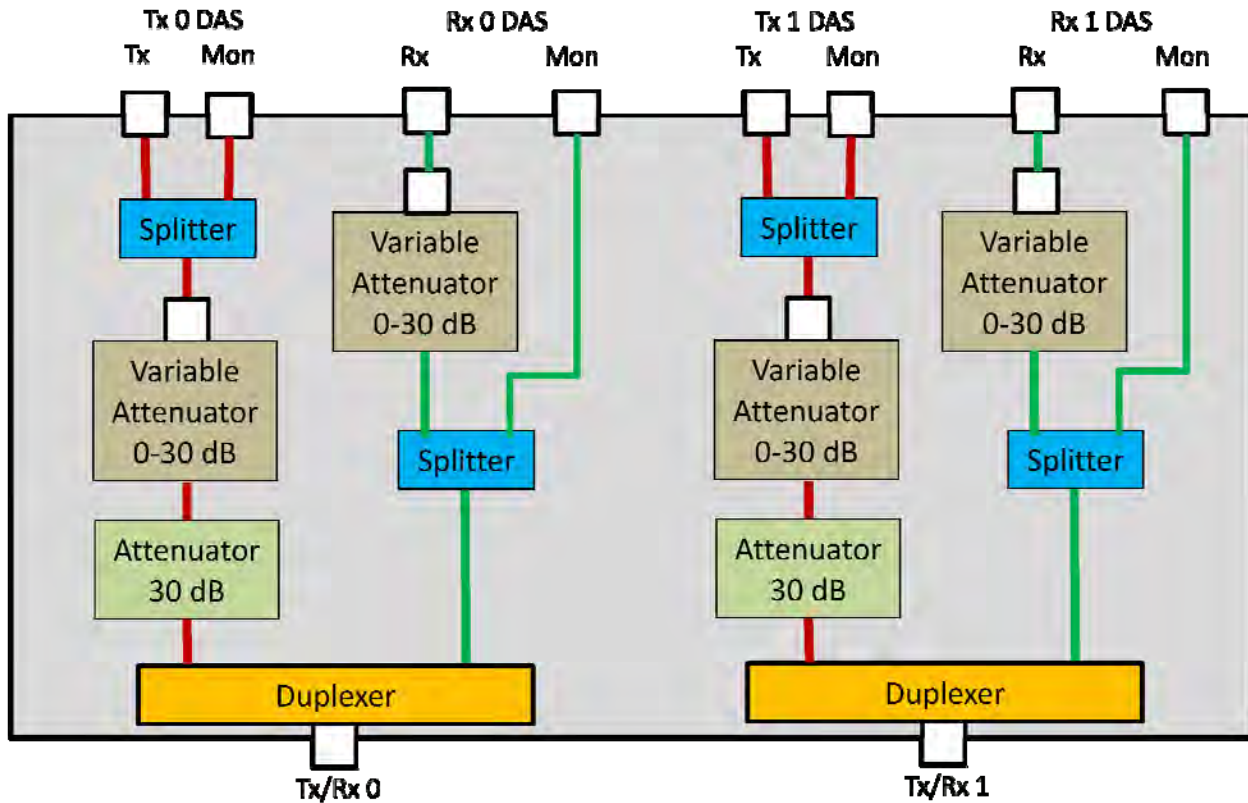 Tx 0 DAS Rx 0 DAS Tx 1 DAS Rx 1 DAS
Tx Mon Rx Mon Tx Mon Rx Mon
Splitter
Variable
Attenuator
0-30 dB
Variable
Attenuator
0-30 dB
Splitter
Attenuator
30 dB
Duplexer
Tx/Rx 0
Splitter
Variable
Attenuator
0-30 dB
Variable
Attenuator
0-30 dB
Splitter
Attenuator
30 dB
Duplexer
Tx/Rx 1